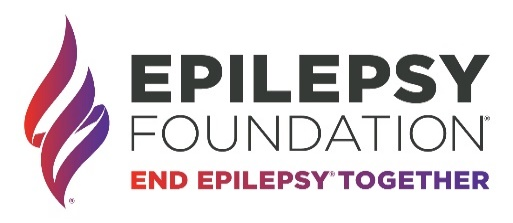 EPILEPSY
FOUNDATION®
END EPILEPSY® TOGETHER
®